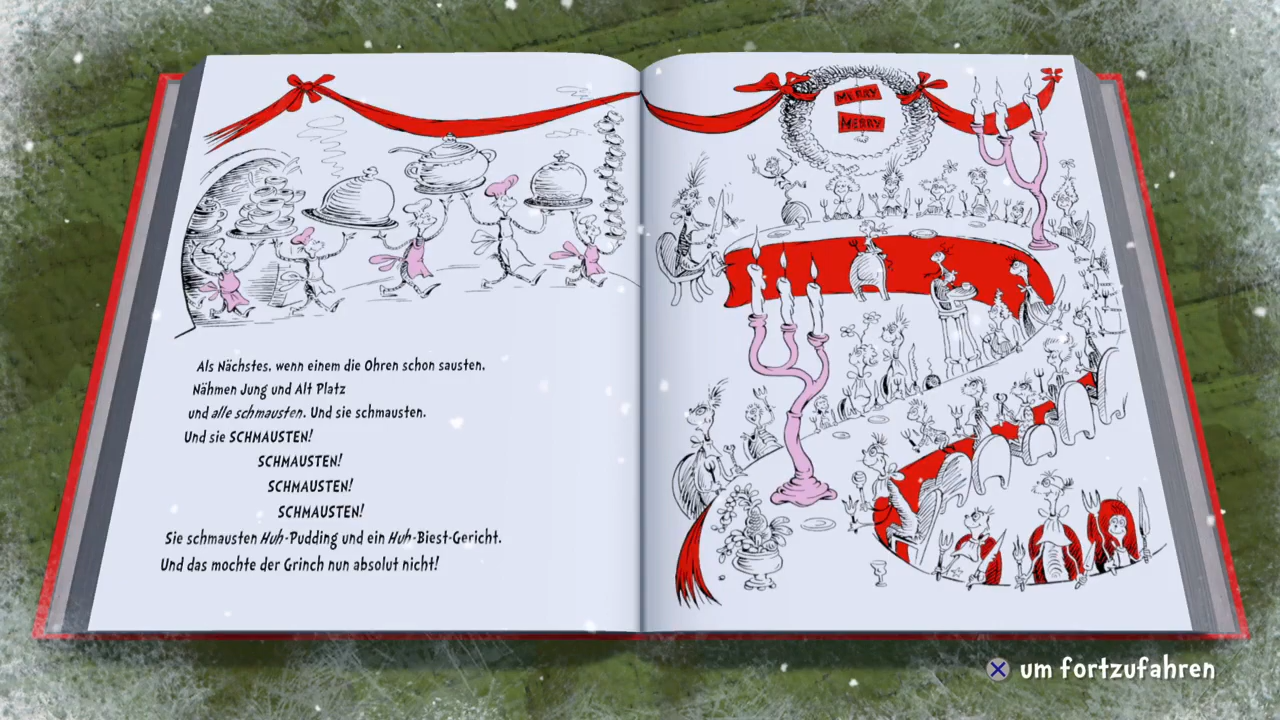 MERRY
MERRY
Als Nächstes, wenn einem die Ohren schon sausten,
Nähmen Jung und Alt Platz
und alle schmausten. Und sie schmausten.
Und sie SCHMAUSTEN!
SCHMAUSTEN!
SCHMAUSTEN!
SCHMAUSTEN!
Sie schmausten Huh-Pudding und ein Huh-Biest-Gericht.
Und das mochte der Grinch nun absolut nicht!
um fortzufahren